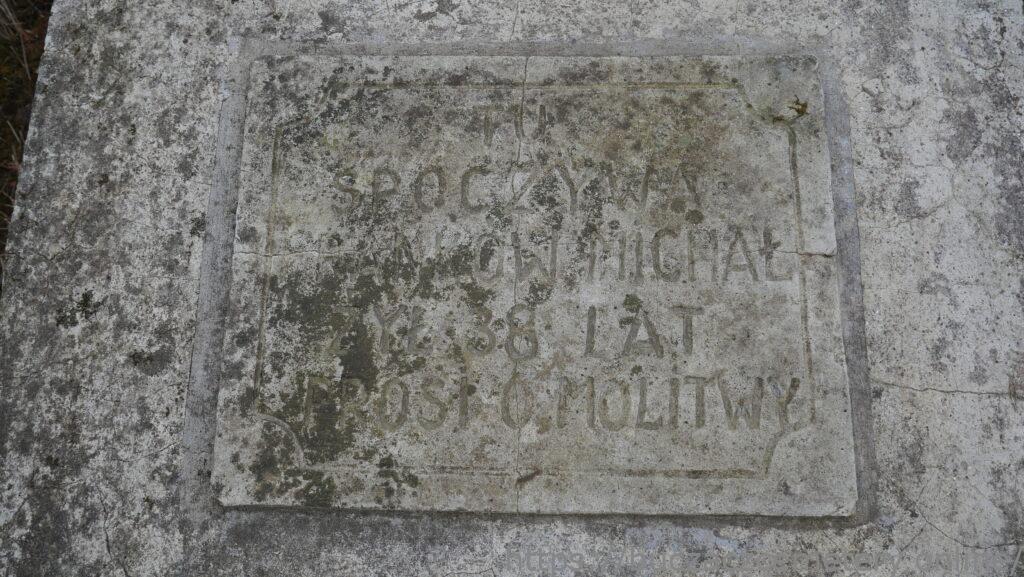 TU
SPOCZYWA
MICHAŁ
ŻYŁ 38 LAT
PROSI O MOLITWY